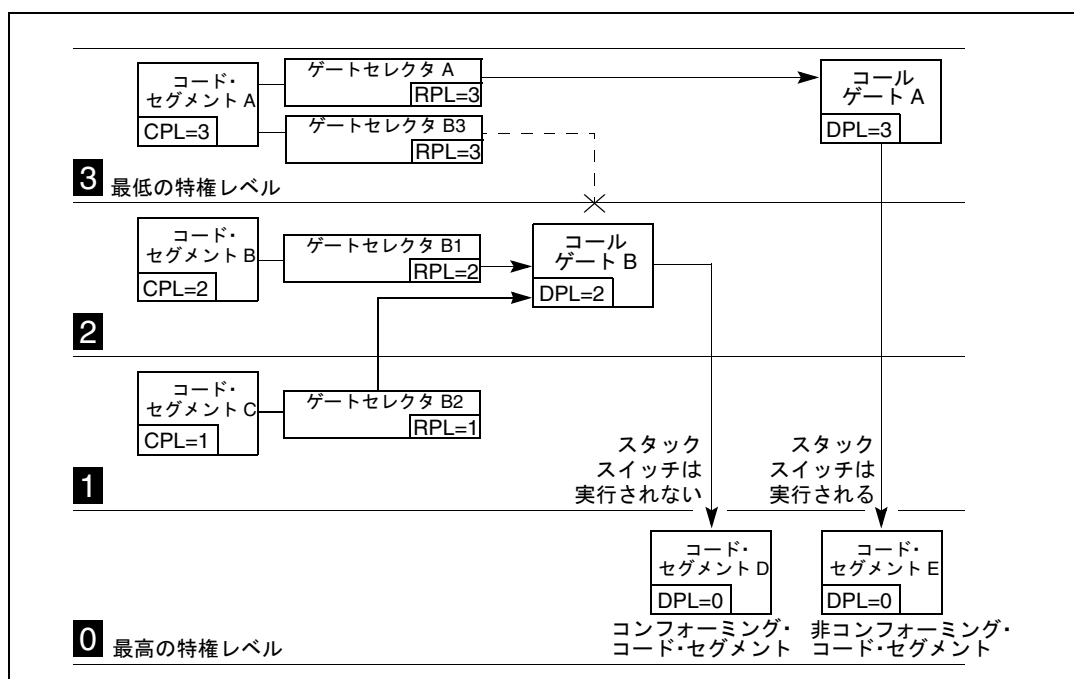 コード・
セグメント A
CPL=3
ゲートセレクタ A
RPL=3
ゲートセレクタ B3
RPL=3
コール
ゲート A
DPL=3
3 最低の特権レベル
コード・
セグメント B
CPL=2
ゲートセレクタ B1
RPL=2
コール
ゲート B
DPL=2
2
コード・
セグメント C
CPL=1
ゲートセレクタ B2
RPL=1
スタック
スイッチは
実行されない
スタック
スイッチは
実行される
1
コード・
セグメント D
DPL=0
コンフォーミング・
コード・セグメント
コード・
セグメント E
DPL=0
非コンフォーミング・
コード・セグメント
0 最高の特権レベル